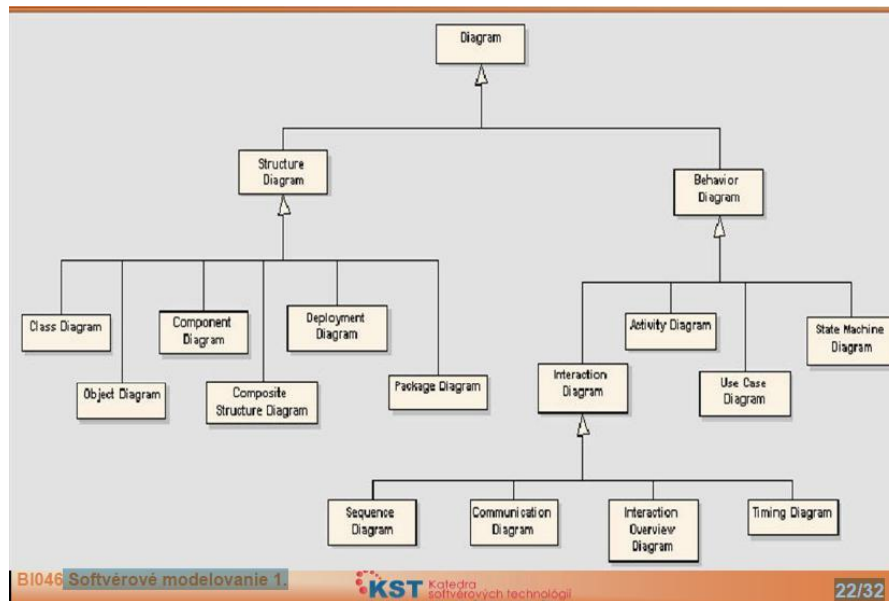 Diagram
Structure
Diagram
Behavior
Diagram
Class Diagram
Component
Diagram
Deployment
Diagram
Object Diagram
Composite
Structure Diagram
Package Diagram
Activity Diagram
State Machine
Diagram
Interaction
Diagram
Use Case
Diagram
Sequence
Diagram
Communication
Diagram
Interaction
Overview
Diagram
Timing Diagram
BI046 Softvérové modelovanie 1.
KST Katedra
softvérových technológií
22/32